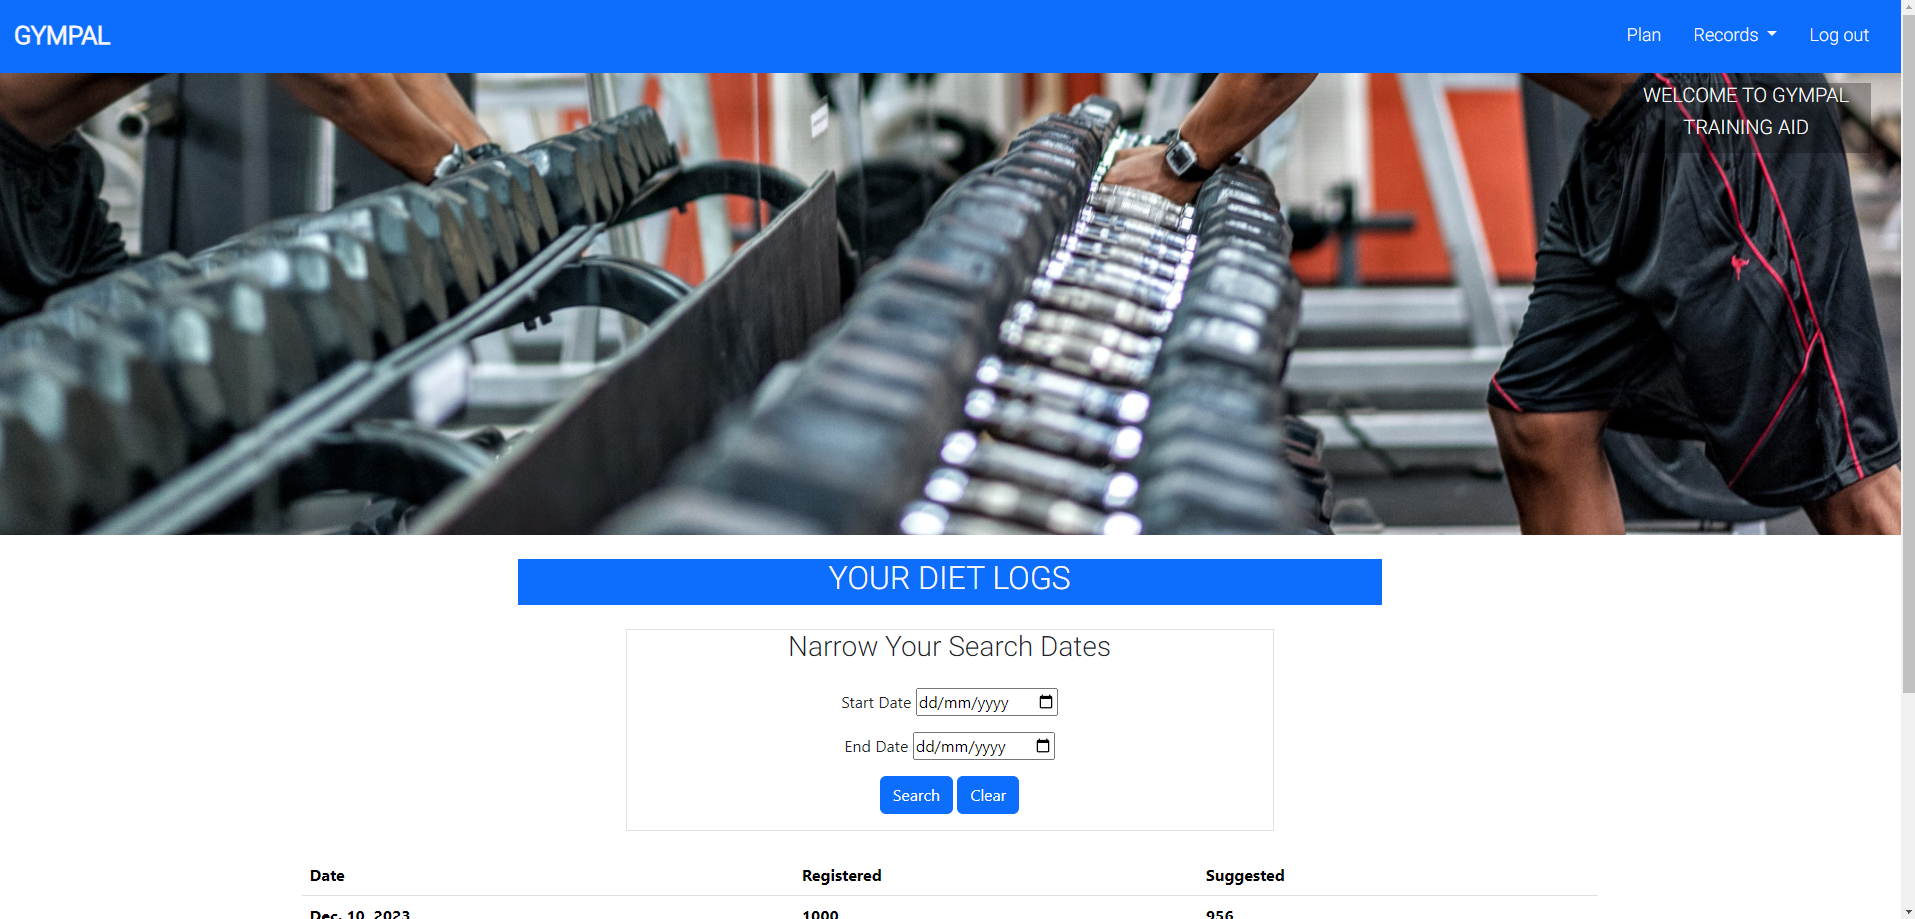 GYMPAL
Plan
Records
Log out
WELCOME TO GYMPAL
TRAINING AID
YOUR DIET LOGS
Narrow Your Search Dates
Start Date dd/mm/yyyy
End Date dd/mm/yyyy
Search Clear
Date Registered Suggested
Dec. 10, 2023 1000 956